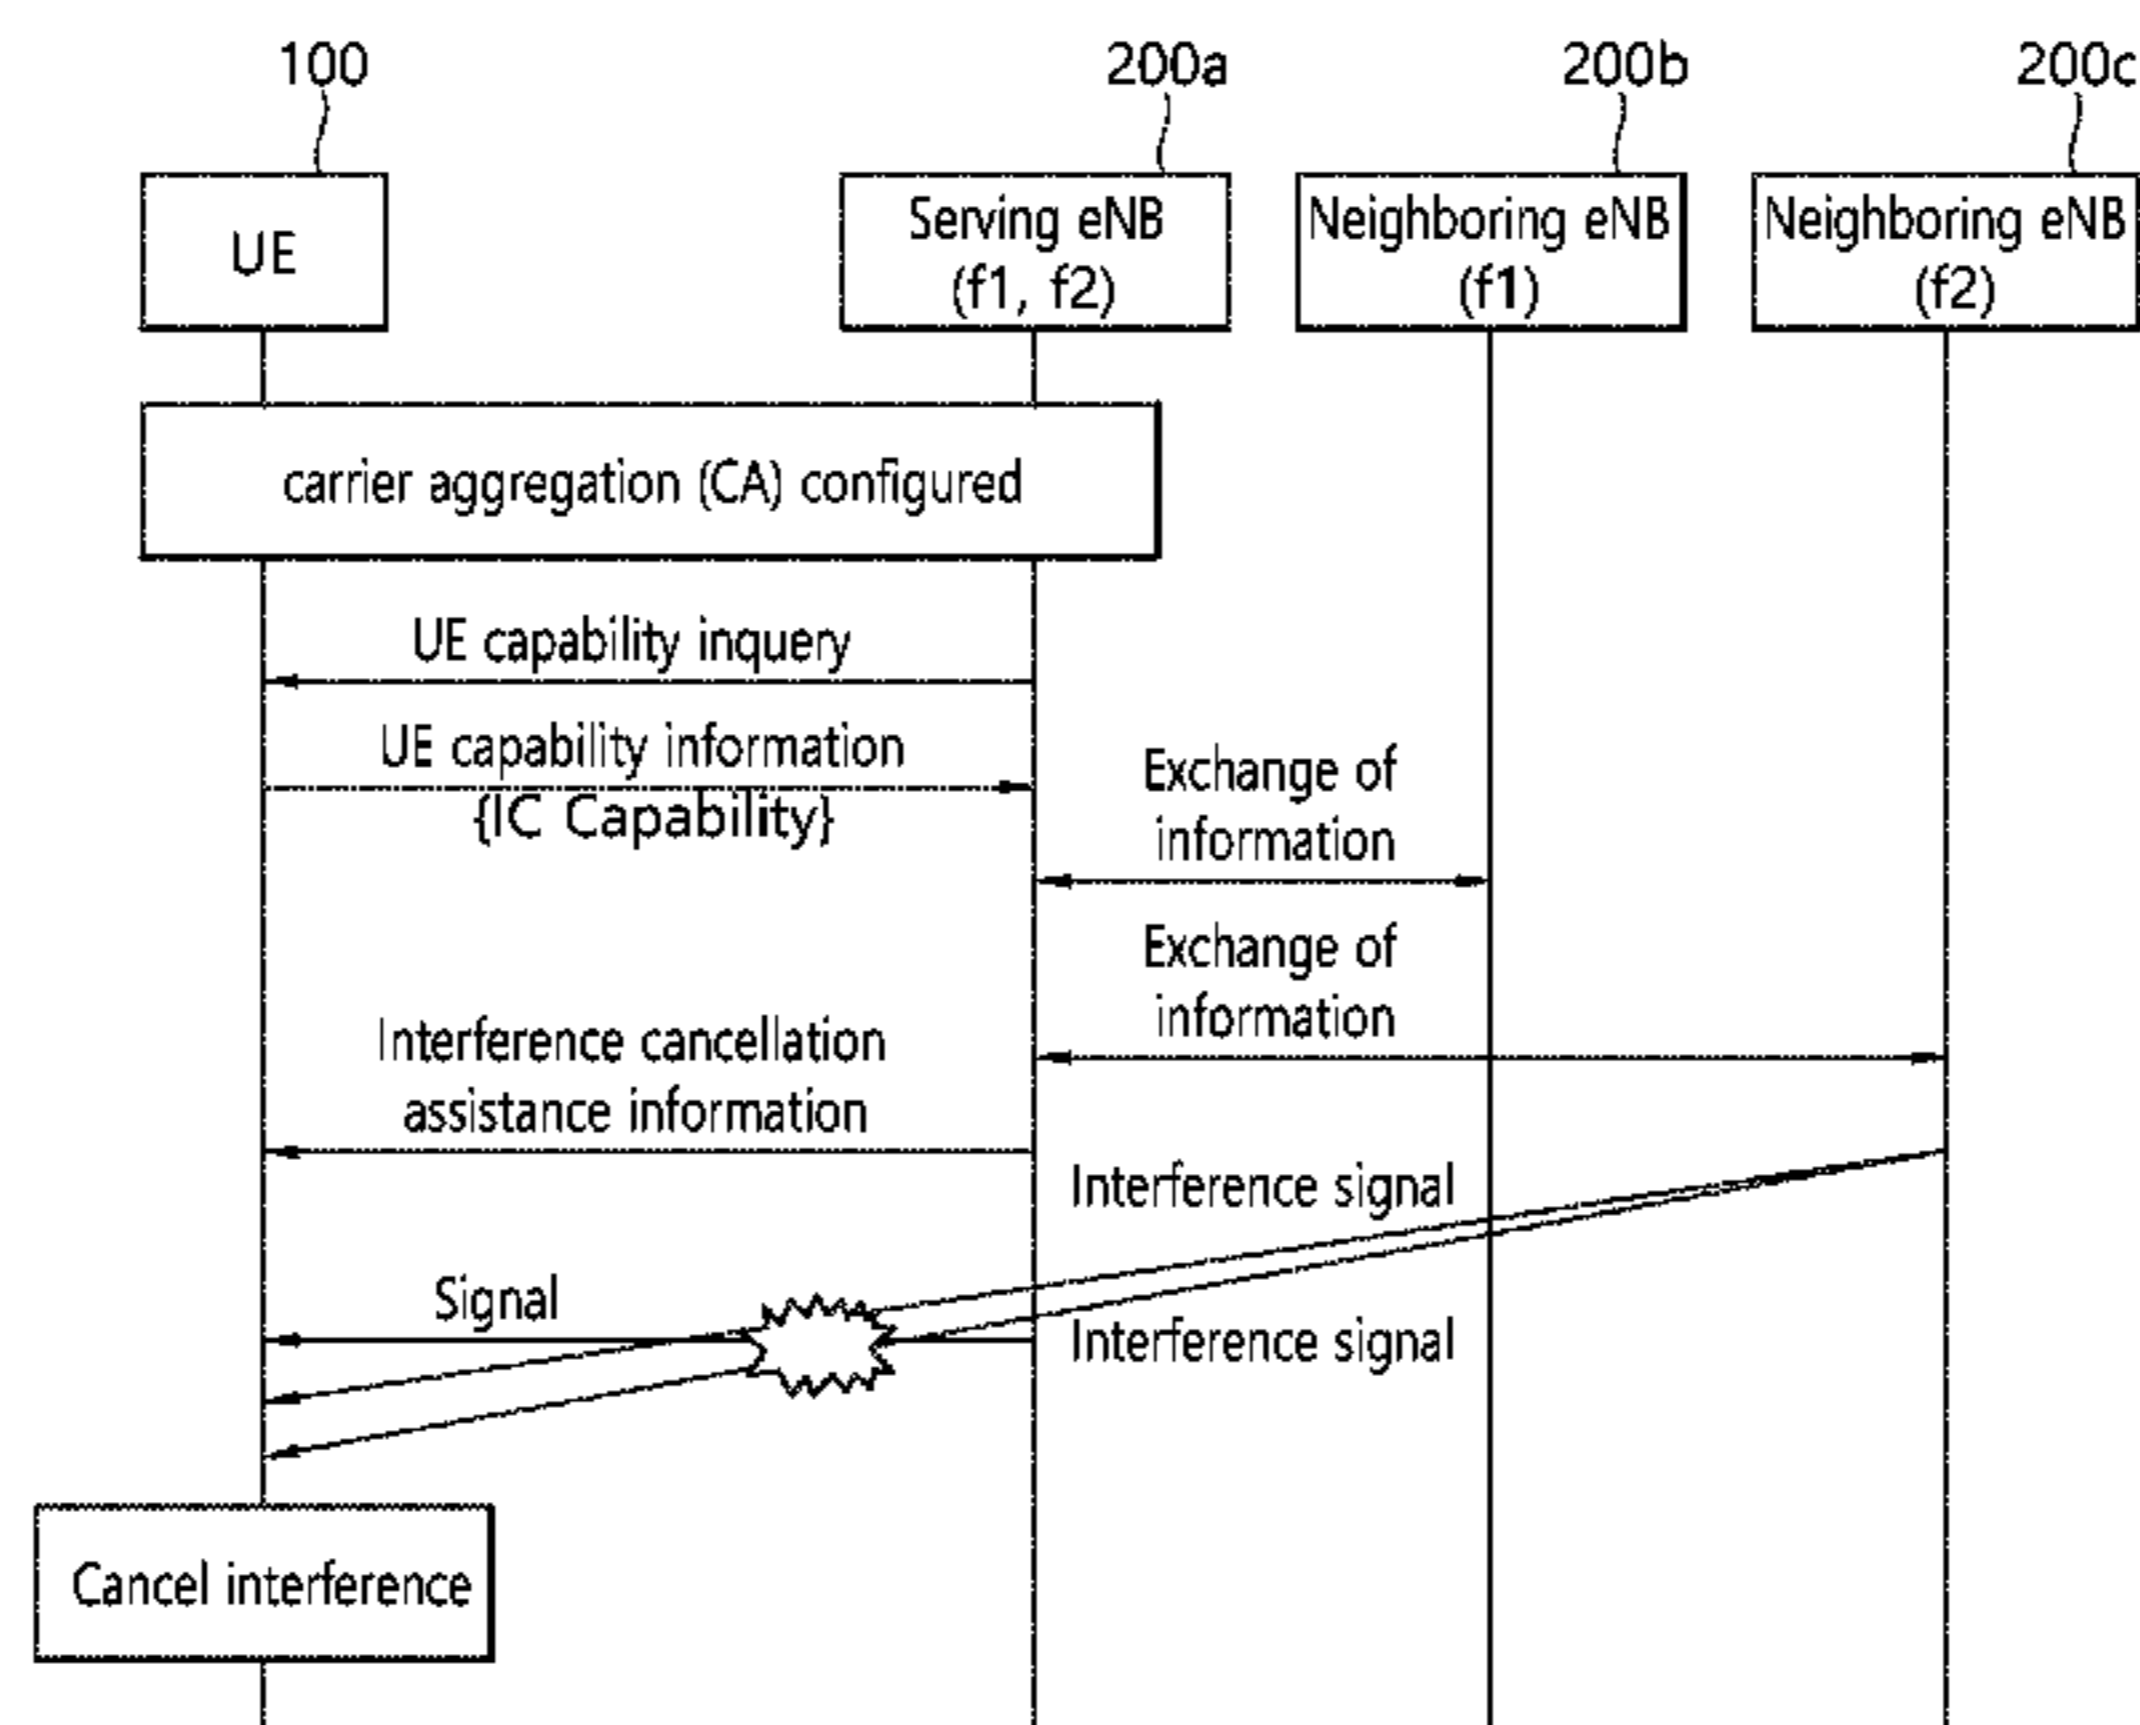 100
200a
200b
200c
UE
Serving eNB
(f1, f2)
Neighboring eNB
(f1)
Neighboring eNB
(f2)
carrier aggregation (CA) configured
UE capability inquery
UE capability information
{IC Capability}
Exchange of
information
Exchange of
information
Interference cancellation
assistance information
Interference signal
Signal
Interference signal
Cancel interference